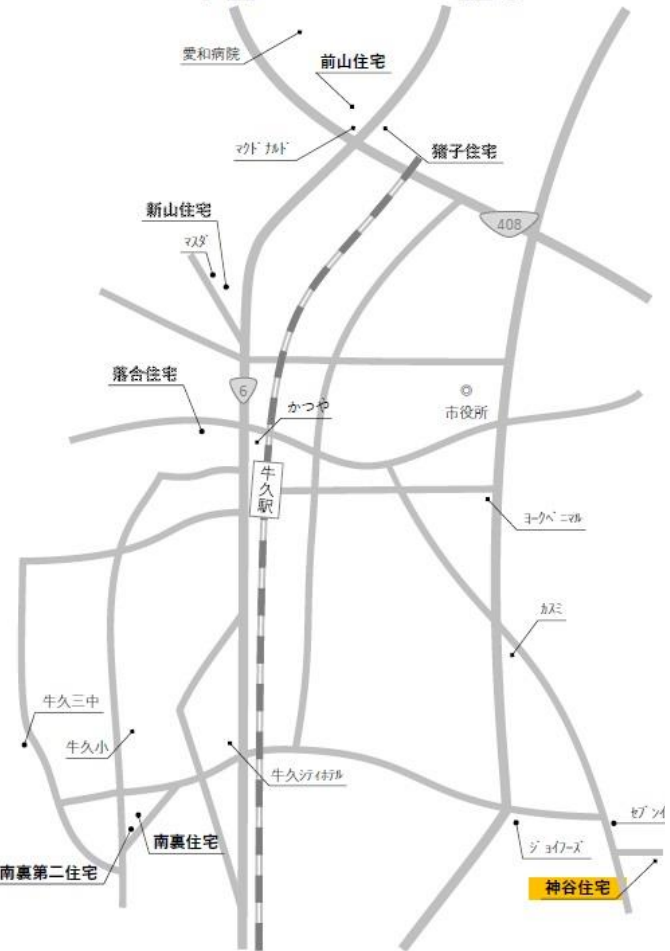 愛和病院
前山住宅
ﾏｸﾄﾞﾅﾙﾄﾞ
猪子住宅
408
新山住宅
ﾏｽﾀﾞ
落合住宅
6
かつや
市役所
牛久駅
ﾖｰｸﾍﾞﾆﾏﾙ
ｶｽﾐ
牛久三中
牛久小
牛久ｼﾃｨﾎﾃﾙ
ｾﾌﾞﾝｲ
ｼﾞｮｲﾌｰｽﾞ
南裏住宅
南裏第二住宅
神谷住宅